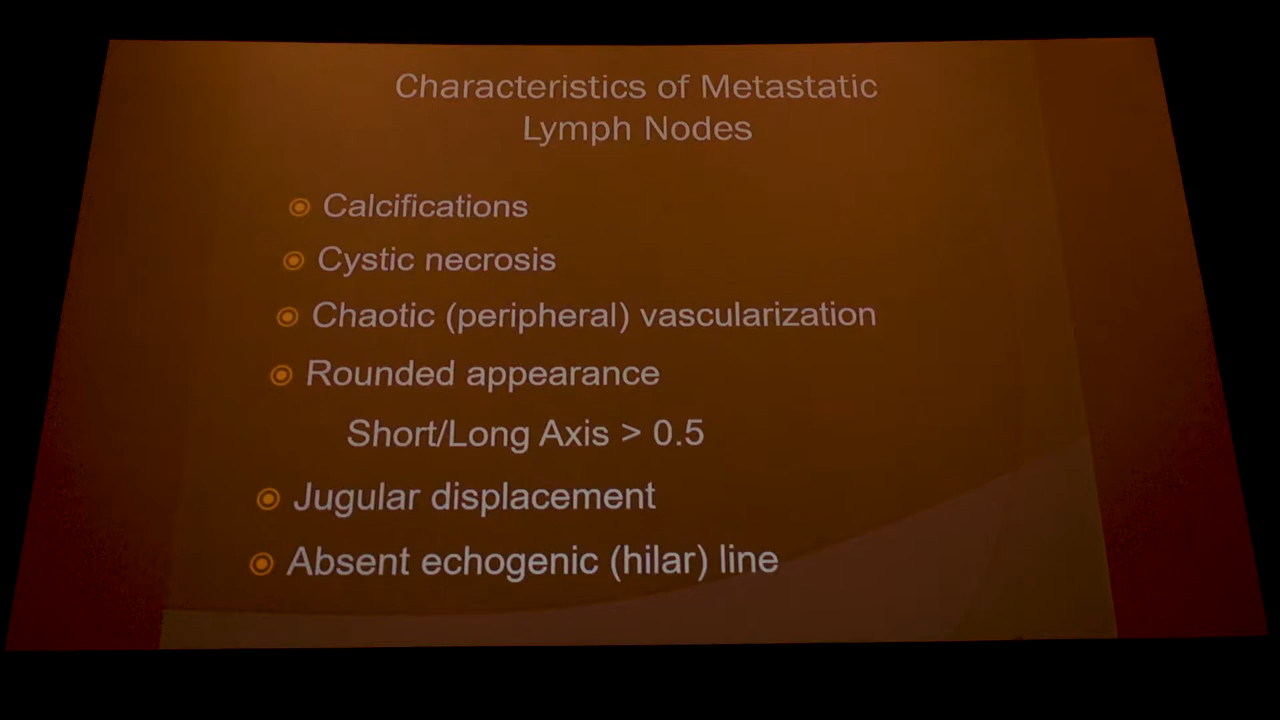 Characteristics of Metastatic
Lymph Nodes
Calcifications
Cystic necrosis
Chaotic (peripheral) vascularization
Rounded appearance
Short/Long Axis > 0.5
Jugular displacement
Absent echogenic (hilar) line